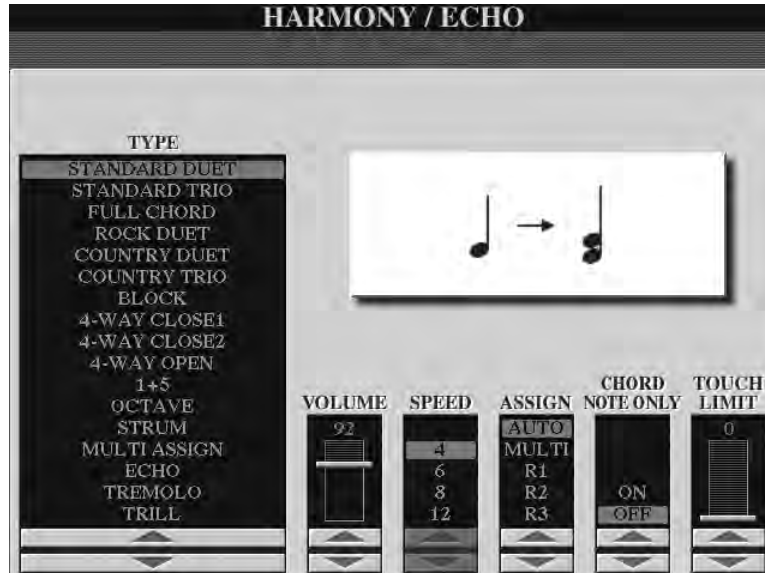 HARMONY / ECHO
TYPE
STANDARD DUET
STANDARD TRIO
FULL CHORD
ROCK DUET
COUNTRY DUET
COUNTRY TRIO
BLOCK
4-WAY CLOSE1
4-WAY CLOSE2
4-WAY OPEN
1+5
OCTAVE
STRUM
MULTI ASSIGN
ECHO
TREMOLO
TRILL
VOLUME
92
SPEED
4
6
8
12
ASSIGN
AUTO
MULTI
R1
R2
R3
CHORD
NOTE ONLY
ON
OFF
TOUCH
LIMIT
0